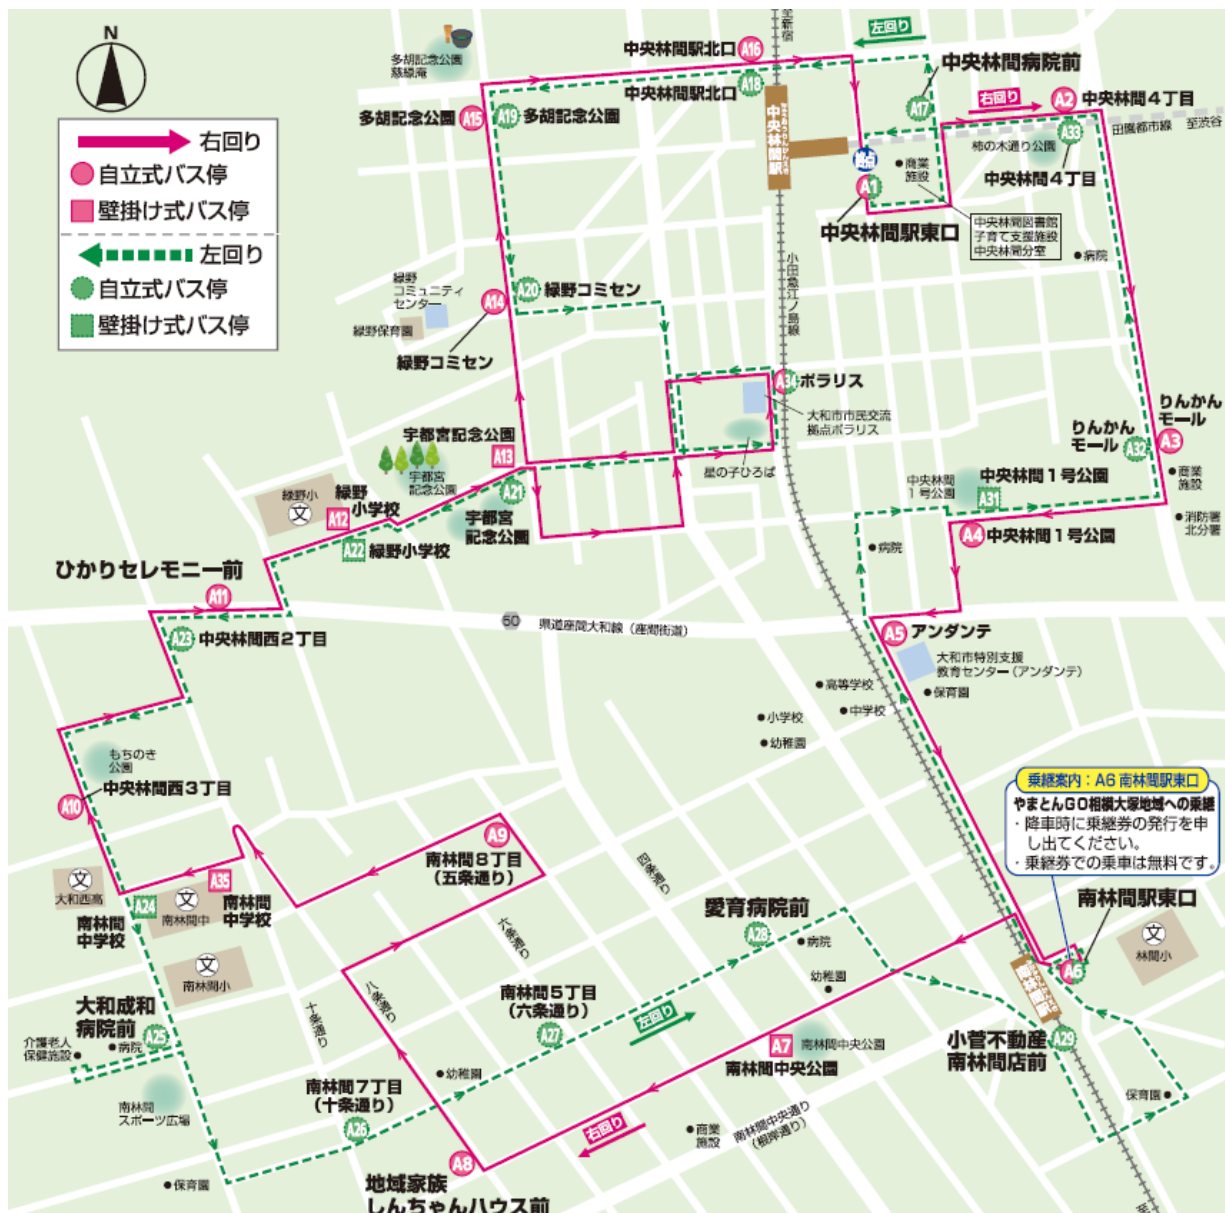 N
右回り
自立式バス停
壁掛け式バス停
左回り
自立式バス停
壁掛け式バス停
多胡記念公園
慈緑庵
至新宿
左回り
中央林間駅北口
A16
中央林間駅北口
A18
中央林間病院前
A17
右回り
A2
中央林間4丁目
田園都市線
至渋谷
A33
柿の木通り公園
中央林間4丁目
多胡記念公園
A15
A19
多胡記念公園
中央林間駅
拠点
商業
施設
A1
中央林間駅東口
中央林間図書館
子育て支援施設
中央林間分室
病院
小田急江ノ島線
緑野
コミュニティ
センター
緑野保育園
A14
緑野コミセン
A20
緑野コミセン
A34
ポラリス
大和市市民交流
拠点ポラリス
星の子ひろば
りんかん
モール
A3
りんかん
モール
A32
商業
施設
消防署
北分署
宇都宮記念公園
A13
宇都宮
記念公園
A21
宇都宮
記念公園
緑野小
文
緑野
小学校
A12
A22
緑野小学校
中央林間
1号公園
中央林間1号公園
A31
A4
中央林間1号公園
病院
ひかりセレモニー前
A11
A23
中央林間西2丁目
50
県道座間大和線(座間街道)
A5
アンダンテ
大和市特別支援
教育センター(アンダンテ)
保育園
高等学校
中学校
小学校
幼稚園
もちのき
公園
中央林間西3丁目
A10
乗継案内:A6 南林間駅東口
やまとんGO相模大塚地域への乗継
・降車時に乗継券の発行を申
し出てください。
・乗継券での乗車は無料です。
A9
南林間8丁目
(五条通り)
四条通り
文
大和西高
A24
南林間
中学校
文
南林間中
A35
南林間
中学校
文
南林間小
六条通り
八条通り
十条通り
愛育病院前
A28
病院
幼稚園
南林間駅東口
A6
文
林間小
南林間駅
大和成和
病院前
A25
病院
介護老人
保健施設
南林間
スポーツ広場
南林間5丁目
(六条通り)
A27
左回り
幼稚園
南林間7丁目
(十条通り)
A26
A7
南林間中央公園
南林間中央公園
小菅不動産
南林間店前
A29
保育園
右回り
商業
施設
南林間中央通り
(根岸通り)
保育園
A8
地域家族
しんちゃんハウス前
至